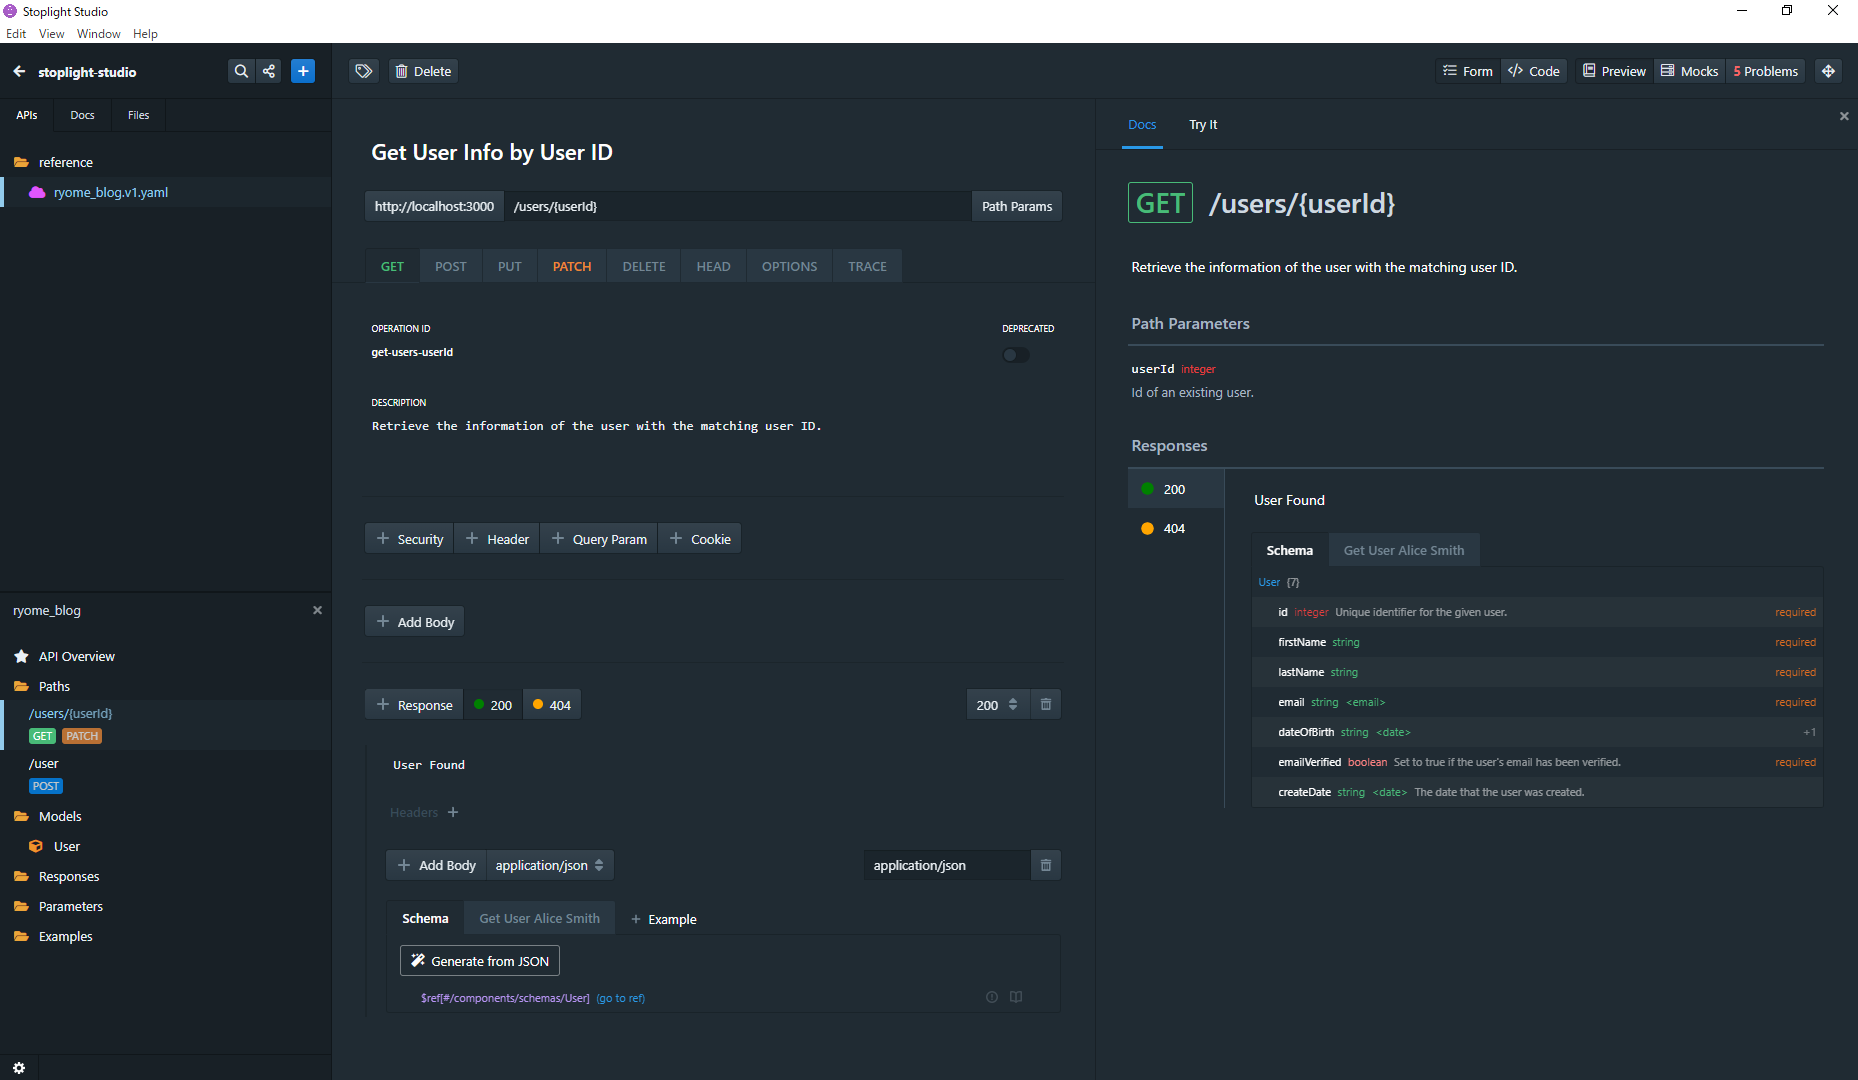 Stoplight Studio
Edit View Window Help
stoplight-studio
Delete
Form Code Preview Mocks 5 Problems
APIs Docs Files
reference
ryome_blog.v1.yaml
ryome_blog
API Overview
Paths
/users/{userId}
GET PATCH
/user
POST
Models
User
Responses
Parameters
Examples
Get User Info by User ID
http://localhost:3000 /users/{userId} Path Params
GET POST PUT PATCH DELETE HEAD OPTIONS TRACE
OPERATION ID DEPRECATED
get-users-userId
DESCRIPTION
Retrieve the information of the user with the matching user ID.
Security Header Query Param Cookie
Add Body
Response 200 404 200
User Found
Headers
Add Body application/json application/json
Schema Get User Alice Smith Example
Generate from JSON
$ref[#/components/schemas/User] (go to ref)
Docs Try It
GET /users/{userId}
Retrieve the information of the user with the matching user ID.
Path Parameters
userId integer
Id of an existing user.
Responses
200
404
User Found
Schema Get User Alice Smith
User {7}
id integer Unique identifier for the given user. required
firstName string required
lastName string required
email string <email> required
dateOfBirth string <date> +1
emailVerified boolean Set to true if the user's email has been verified. required
createDate string <date> The date that the user was created.